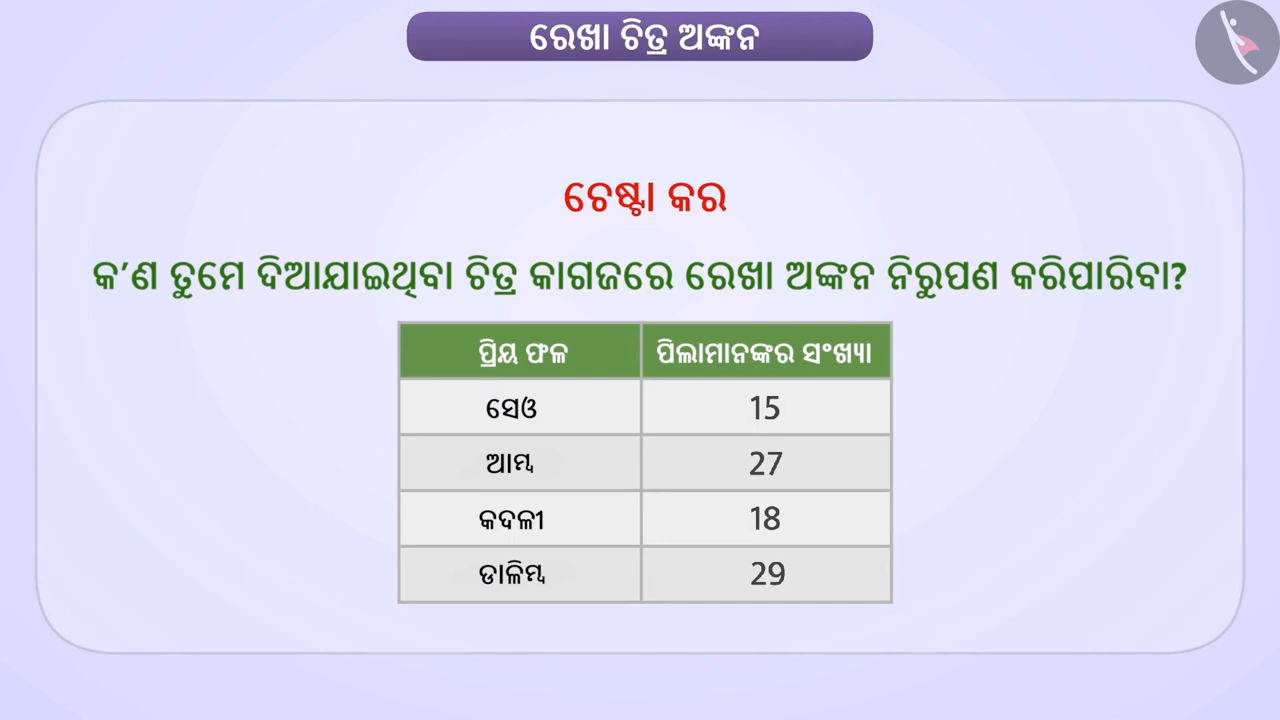 ରେଖା ଚିତ୍ର ଅଙ୍କନ
ଚେଷ୍ଟା କର
କ'ଣ ତୁମେ ଦିଆଯାଇଥିବା ଚିତ୍ର କାଗଜରେ ରେଖା ଅଙ୍କନ ନିରୁପଣ କରିପାରିବା?
ପ୍ରିୟ ଫଳ ପିଲାମାନଙ୍କର ସଂଖ୍ୟା
ସେଓ 15
ଆମ୍ବ 27
କଦଳୀ 18
ଡାଳିମ୍ବ 29